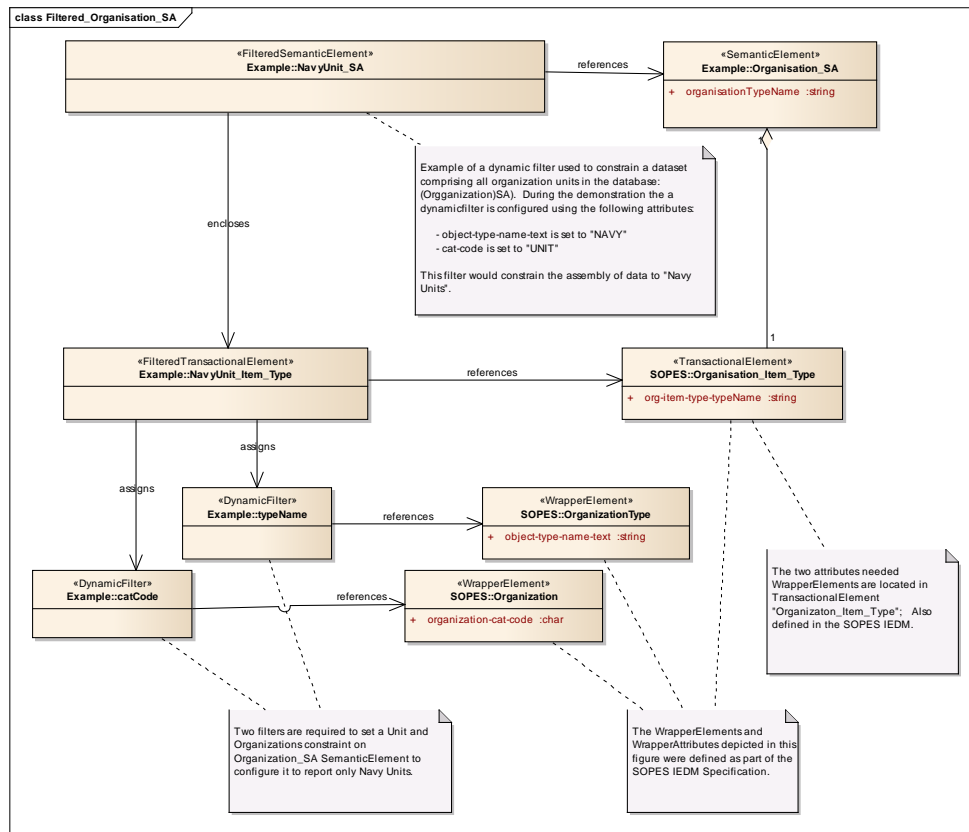 class Filtered_Organisation_SA
«FilteredSemanticElement»
Example::NavyUnit_SA
references
«SemanticElement»
Example::Organisation_SA
+ organisationTypeName :string
1
Example of a dynamic filter used to constrain a dataset
comprising all organization units in the database:
(Orgganization)SA). During the demonstration the a
dynamicfilter is configured using the following attributes:
- object-type-name-text is set to "NAVY"
- cat-code is set to "UNIT"
This filter would constrain the assembly of data to "Navy
Units".
encloses
1
«FilteredTransactionalElement»
Example::NavyUnit_Item_Type
references
«TransactionalElement»
SOPES::Organisation_Item_Type
+ org-item-type-typeName :string
assigns
assigns
«DynamicFilter»
Example::typeName
references
«WrapperElement»
SOPES::OrganizationType
+ object-type-name-text :string
«DynamicFilter»
Example::catCode
references
«WrapperElement»
SOPES::Organization
+ organization-cat-code :char
The two attributes needed
WrapperElements are located in
TransactionalElement
"Organizaton_Item_Type"; Also
defined in the SOPES IEDM.
Two filters are required to set a Unit and
Organizations constraint on
Organization_SA SemanticElement to
configure it to report only Navy Units.
The WrapperElements and
WrapperAttributes depicted in this
figure were defined as part of the
SOPES IEDM Specification.